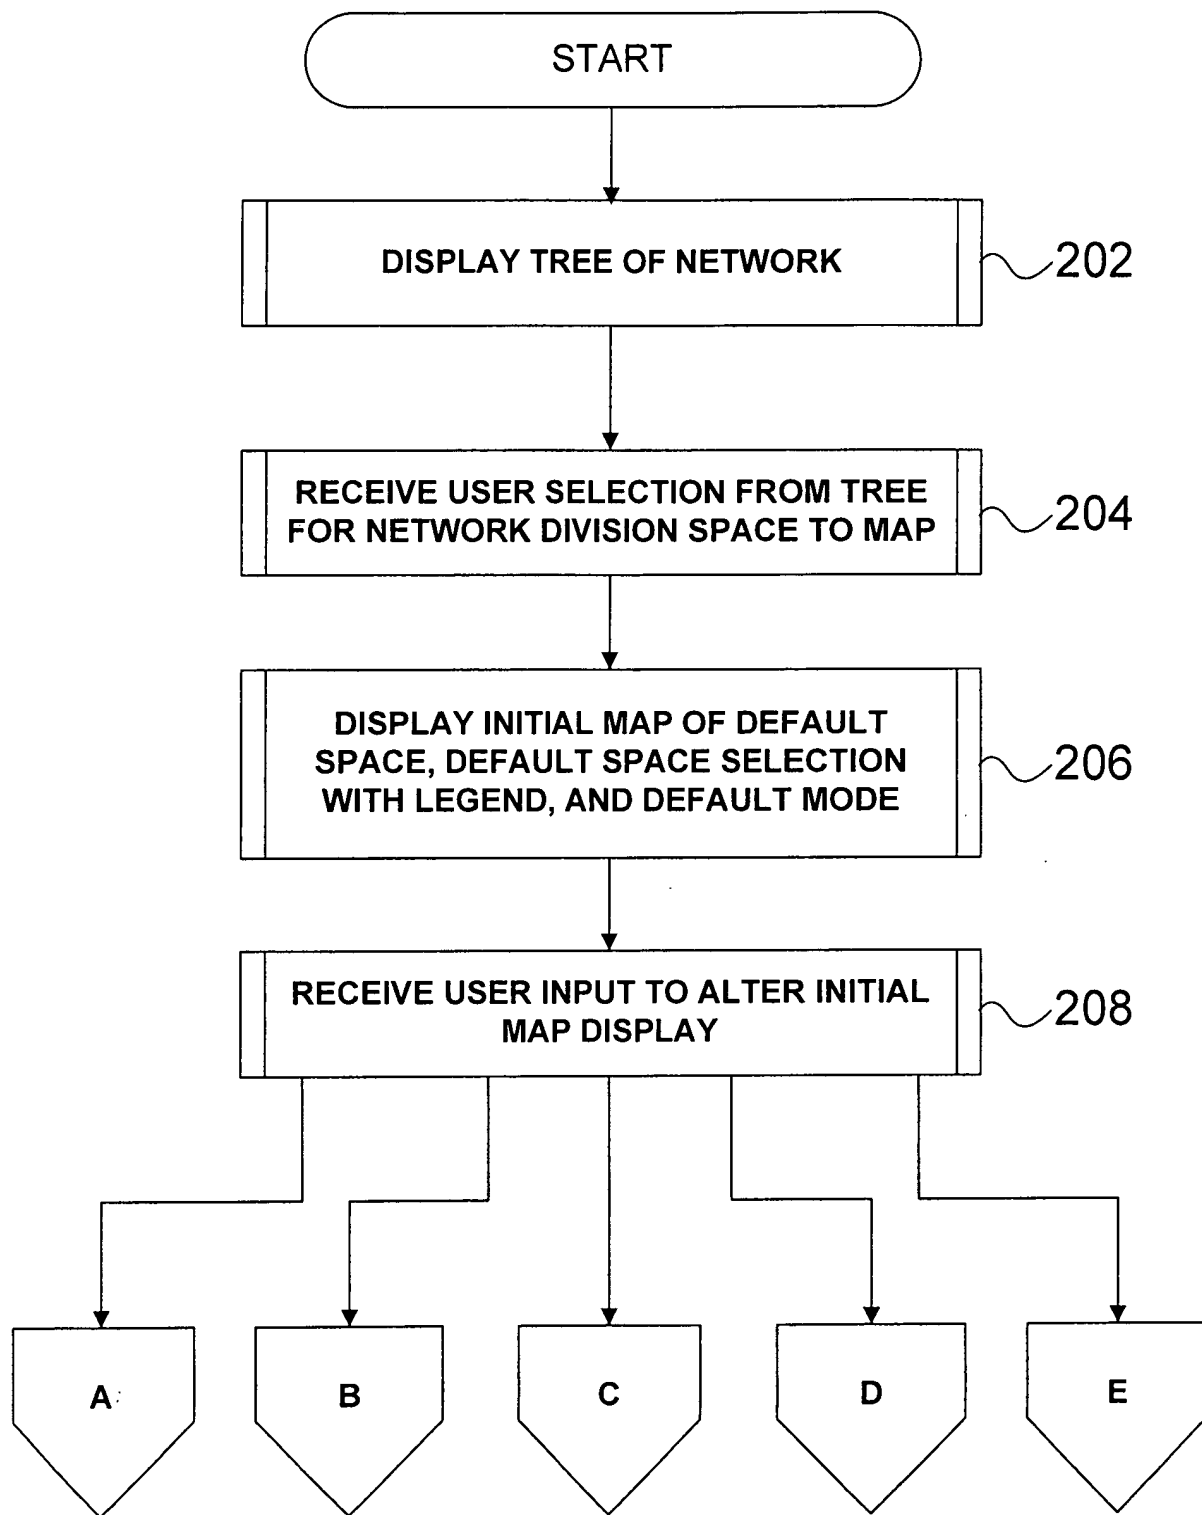 START
DISPLAY TREE OF NETWORK
202
RECEIVE USER SELECTION FROM TREE
FOR NETWORK DIVISION SPACE TO MAP
204
DISPLAY INITIAL MAP OF DEFAULT
SPACE, DEFAULT SPACE SELECTION
WITH LEGEND, AND DEFAULT MODE
206
RECEIVE USER INPUT TO ALTER INITIAL
MAP DISPLAY
208
A
B
C
D
E